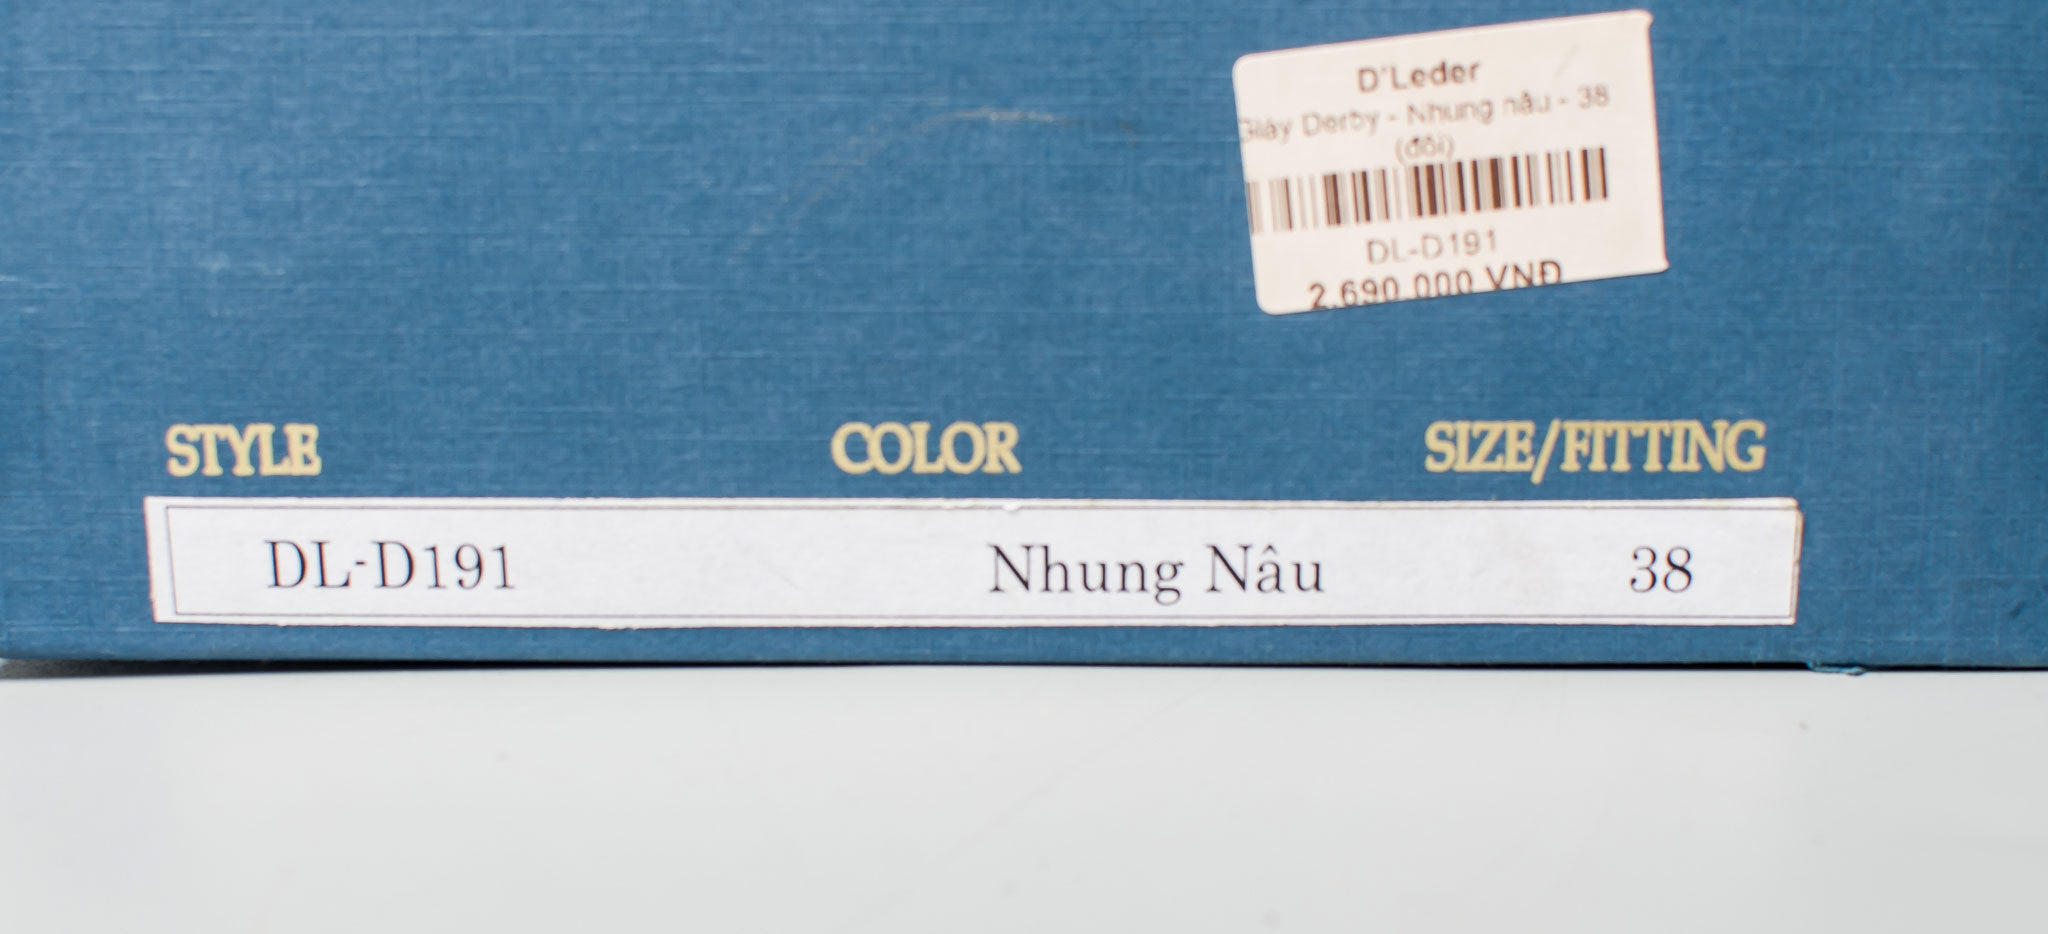 D'Leder
Giày Derby - Nhung nâu - 38
(đôi)
DL-D191
2.690.000 VNĐ
STYLE COLOR SIZE/FITTING
DL-D191 Nhung Nâu 38